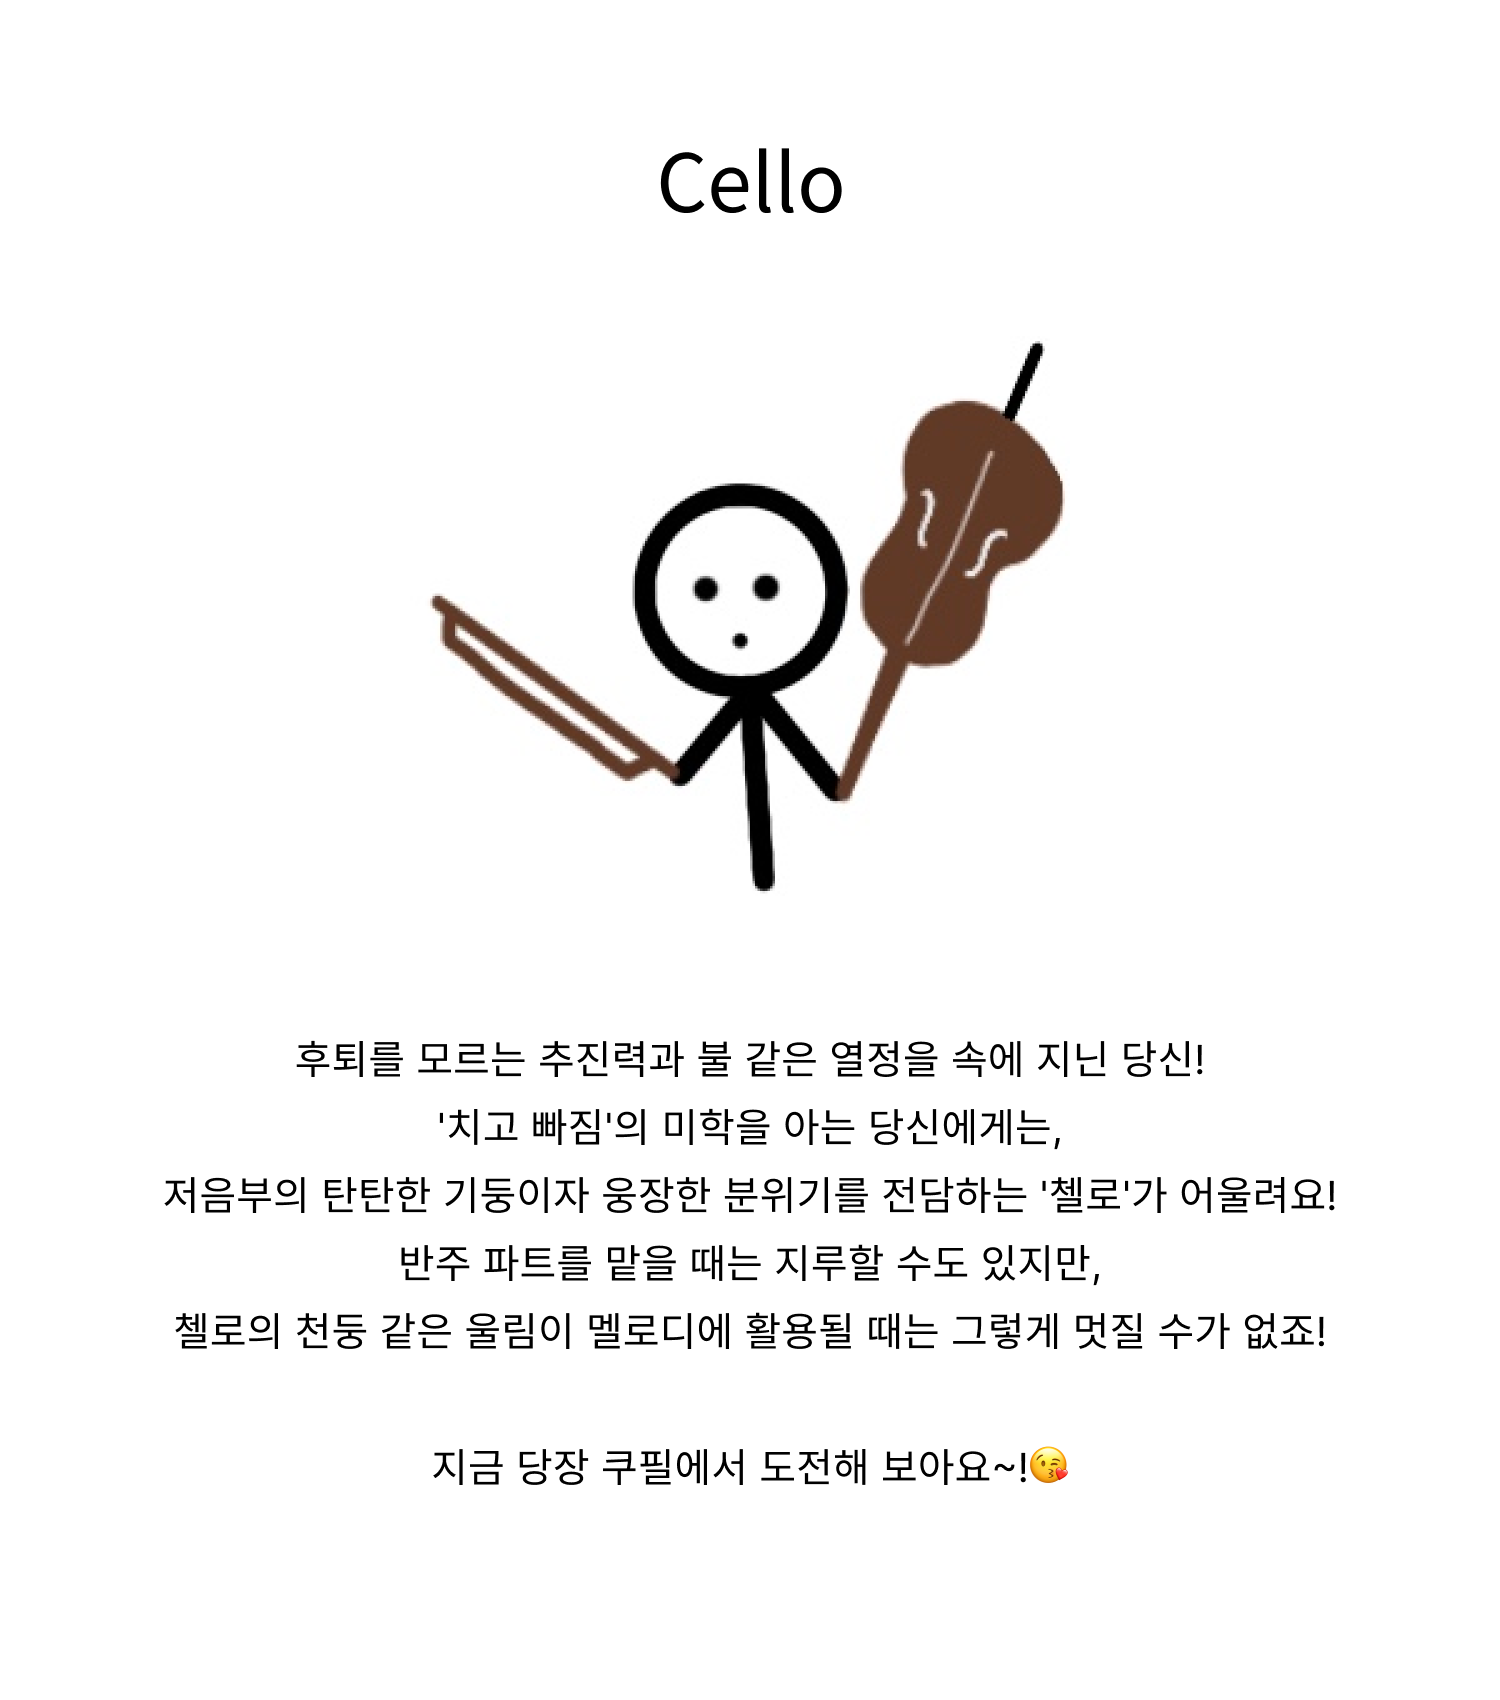 Cello
후퇴를 모르는 추진력과 불 같은 열정을 속에 지닌 당신!
'치고 빠짐'의 미학을 아는 당신에게는,
저음부의 탄탄한 기둥이자 웅장한 분위기를 전담하는 '첼로'가 어울려요!
반주 파트를 맡을 때는 지루할 수도 있지만,
첼로의 천둥 같은 울림이 멜로디에 활용될 때는 그렇게 멋질 수가 없죠!
지금 당장 쿠필에서 도전해 보아요~!😘